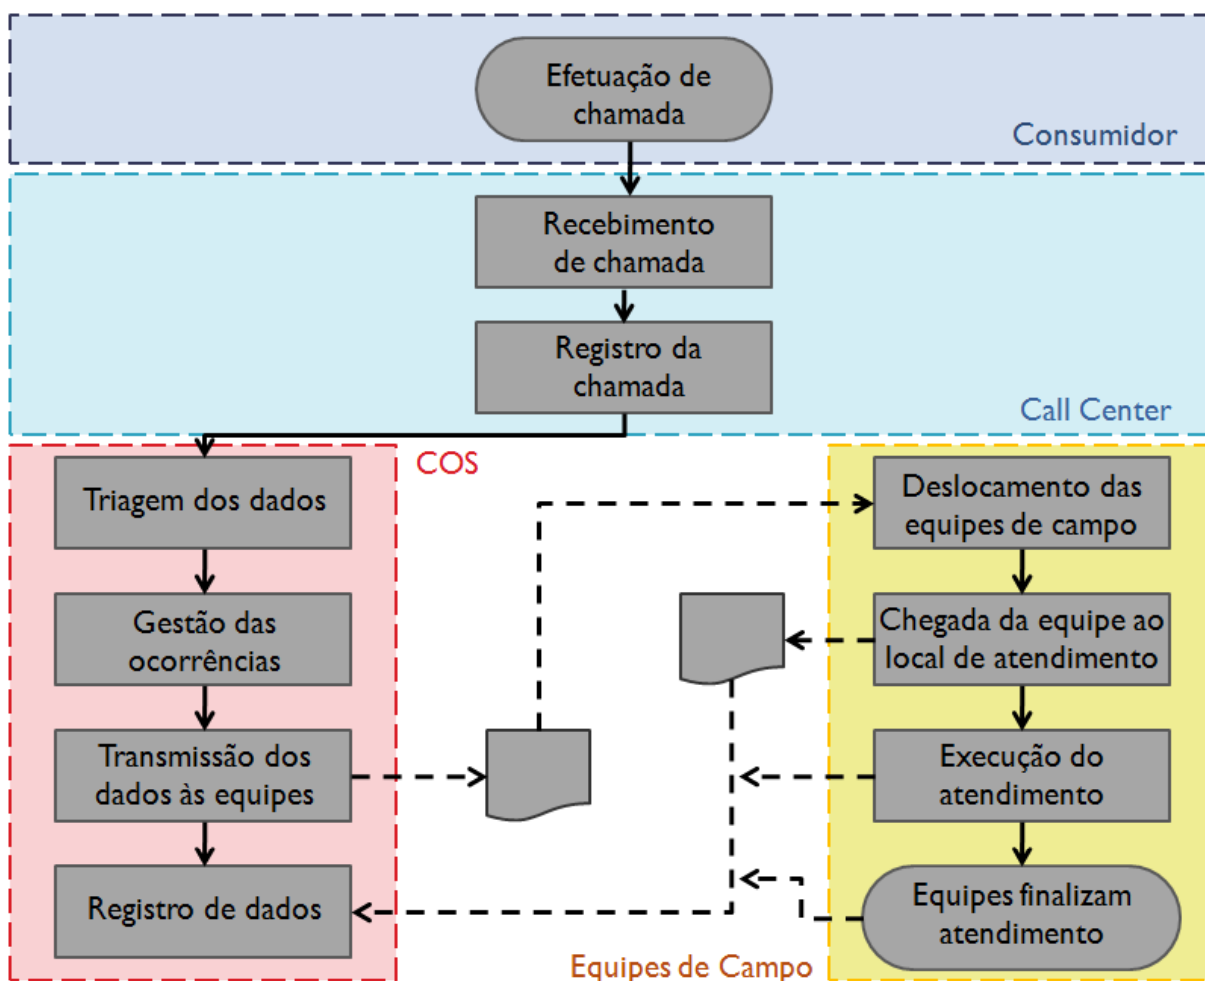 Efetuação de
chamada
Consumidor
Recebimento
de chamada
Registro da
chamada
Call Center
COS
Triagem dos dados
Gestão das
ocorrências
Transmissão dos
dados às equipes
Registro de dados
Deslocamento das
equipes de campo
Chegada da equipe ao
local de atendimento
Execução do
atendimento
Equipes finalizam
atendimento
Equipes de Campo